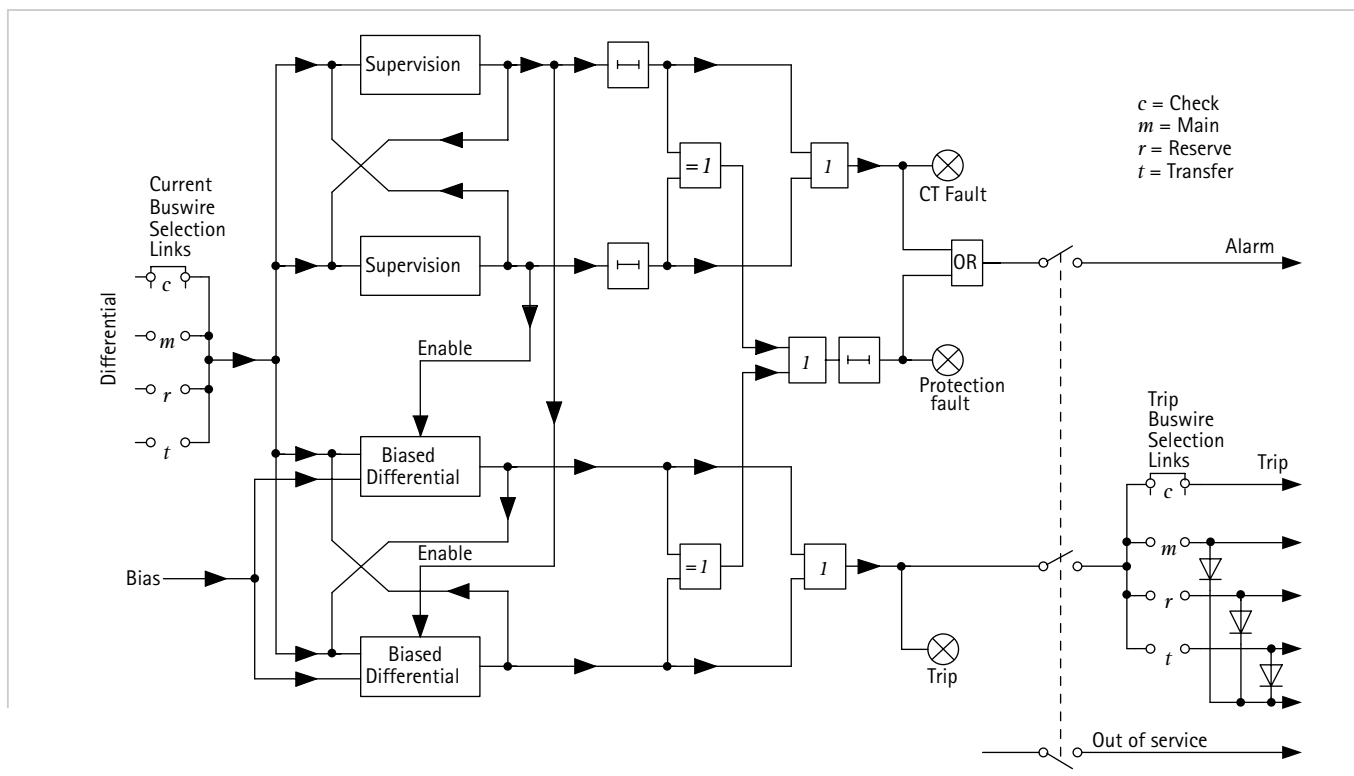 Supervision
c = Check
m = Main
r = Reserve
t = Transfer
= 1
1
CT Fault
Current
Buswire
Selection
Links
Supervision
OR
Alarm
Differential
c
m
r
t
Enable
1
Protection
fault
Biased
Differential
Trip
Buswire
Selection
Links
Trip
c
m
r
t
Enable
= 1
1
Bias
Biased
Differential
Trip
Out of service